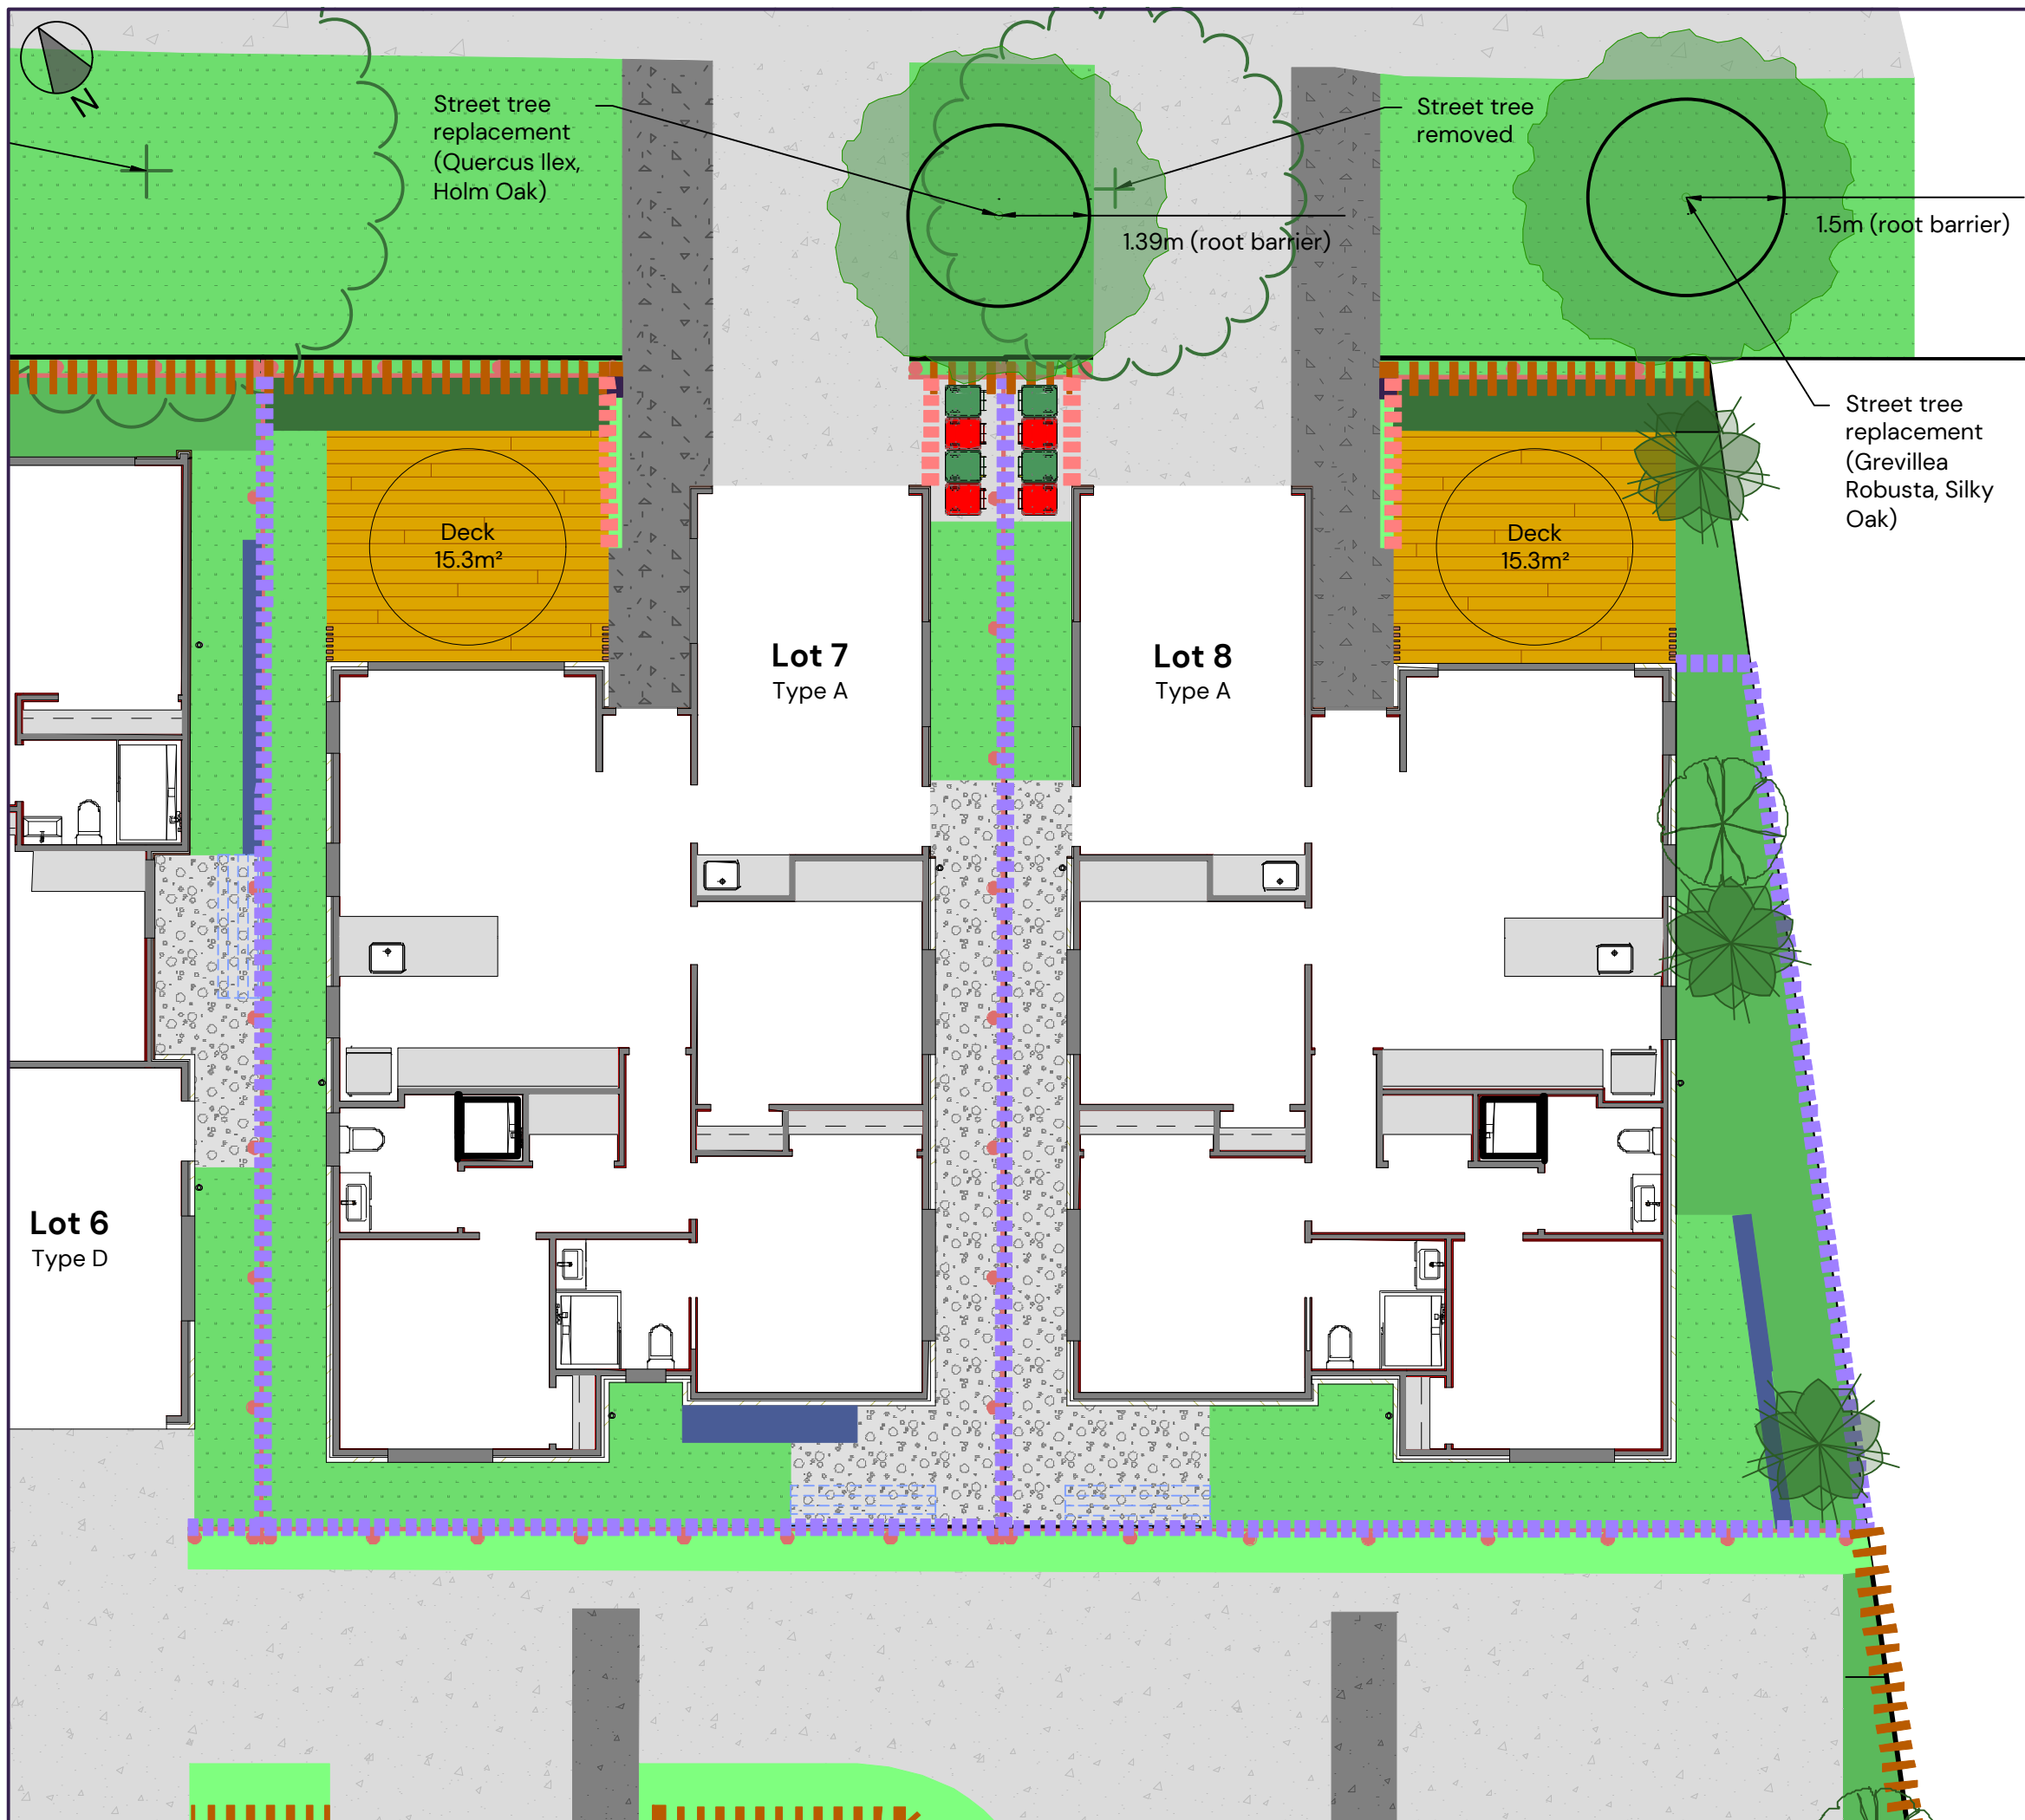 N
Street tree
replacement
(Quercus Ilex,
Holm Oak)
Street tree
removed
1.39m (root barrier)
1.5m (root barrier)
Street tree
replacement
(Grevillea
Robusta, Silky
Oak)
Deck
15.3m²
Deck
15.3m²
Lot 7
Type A
Lot 8
Type A
Lot 6
Type D